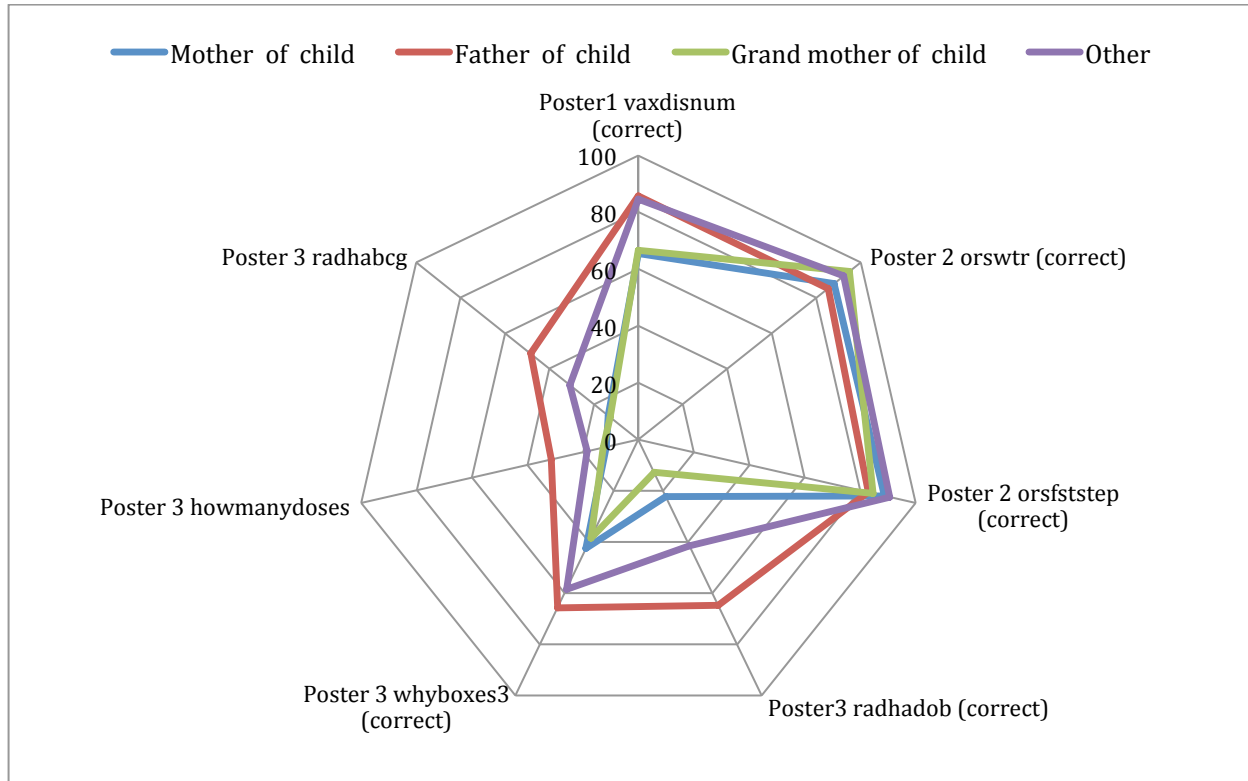 Mother of child Father of child Grand mother of child Other
Poster1 vaxdisnum
(correct)
100
80
60
40
20
0
Poster 2 orswtr (correct)
Poster 2 orsfststep
(correct)
Poster3 radhadob (correct)
Poster 3 whyboxes3
(correct)
Poster 3 howmanydoses
Poster 3 radhabcg